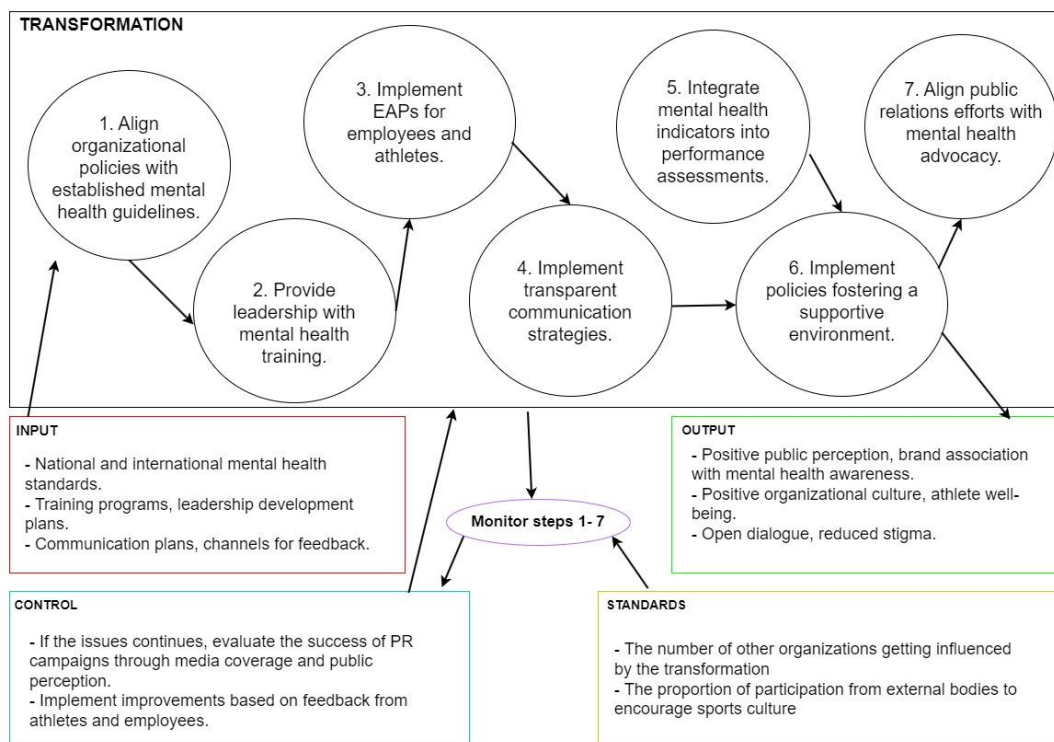 TRANSFORMATION
1. Align
organizational
policies with
established mental
health guidelines.
2. Provide
leadership with
mental health
training.
3. Implement
EAPs for
employees and
athletes.
4. Implement
transparent
communication
strategies.
5. Integrate
mental health
indicators into
performance
assessments.
6. Implement
policies fostering a
supportive
environment.
7. Align public
relations efforts with
mental health
advocacy.
INPUT
- National and international mental health
standards.
- Training programs, leadership development
plans.
- Communication plans, channels for feedback.
OUTPUT
- Positive public perception, brand association
with mental health awareness.
- Positive organizational culture, athlete well-
being.
- Open dialogue, reduced stigma.
Monitor steps 1- 7
CONTROL
- If the issues continues, evaluate the success of PR
campaigns through media coverage and public
perception.
- Implement improvements based on feedback from
athletes and employees.
STANDARDS
- The number of other organizations getting influenced
by the transformation
- The proportion of participation from external bodies to
encourage sports culture